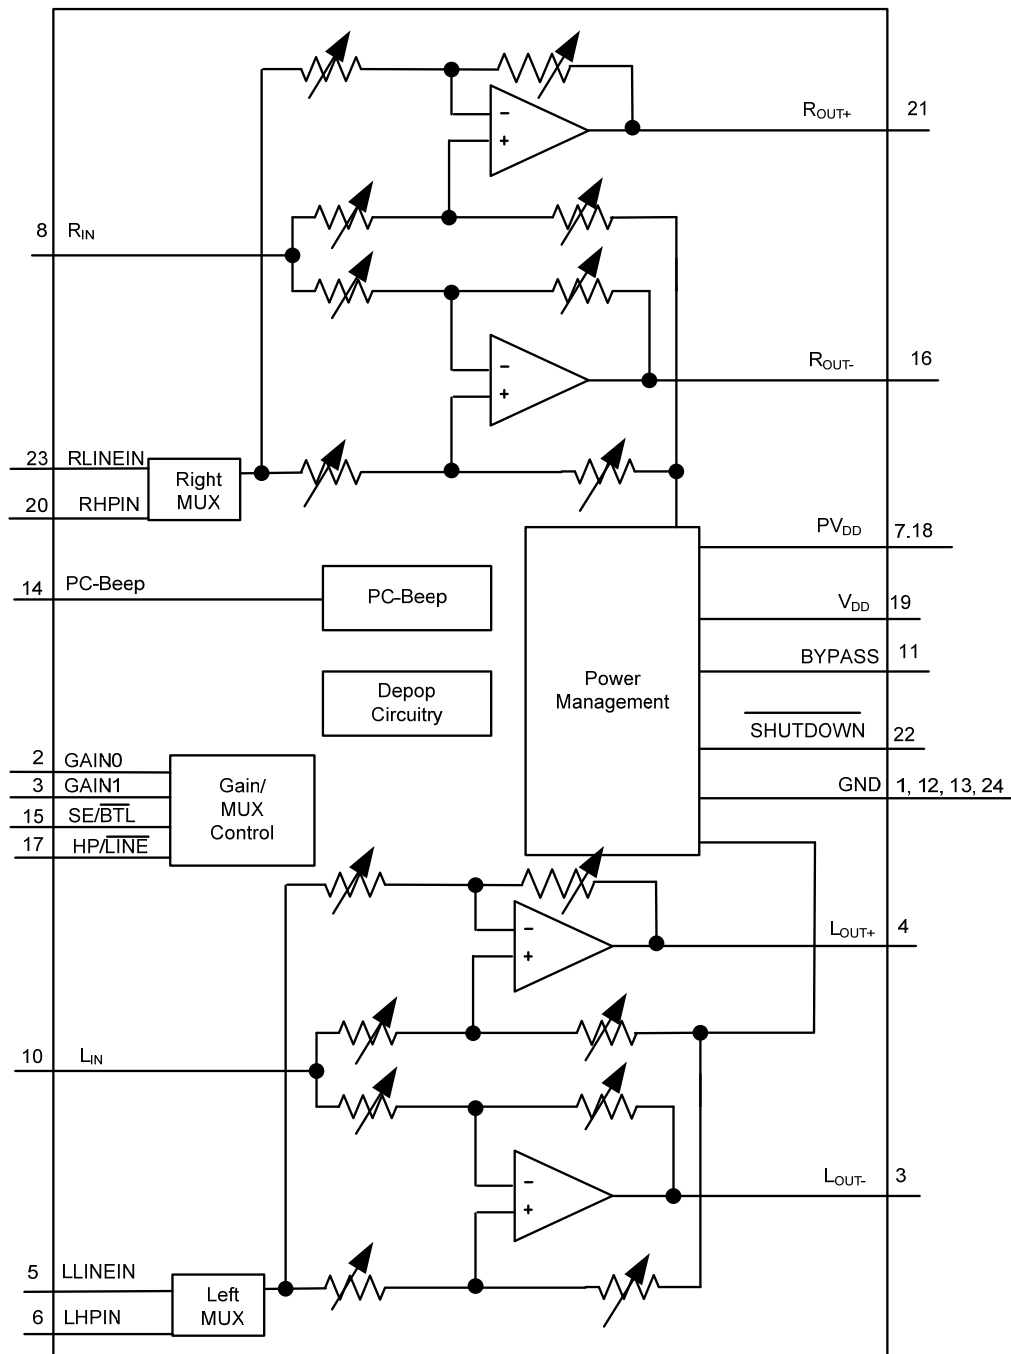 ROUT+ 21
8 RIN
ROUT- 16
23 RLINEIN
Right
MUX
20 RHPIN
PVDD 7.18
14 PC-Beep
PC-Beep
VDD 19
BYPASS 11
Depop
Circuitry
Power
Management
SHUTDOWN 22
2 GAIN0
3 GAIN1
15 SE/BTL
17 HP/LINE
Gain/
MUX
Control
GND 1, 12, 13, 24
LOUT+ 4
10 LIN
LOUT- 3
5 LLINEIN
Left
MUX
6 LHPIN
− +
− +
− +
− +